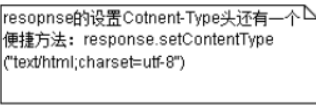 resopnse的设置Cotnent-Type头还有一个
便捷方法：response.setContentType
("text/html;charset=utf-8")